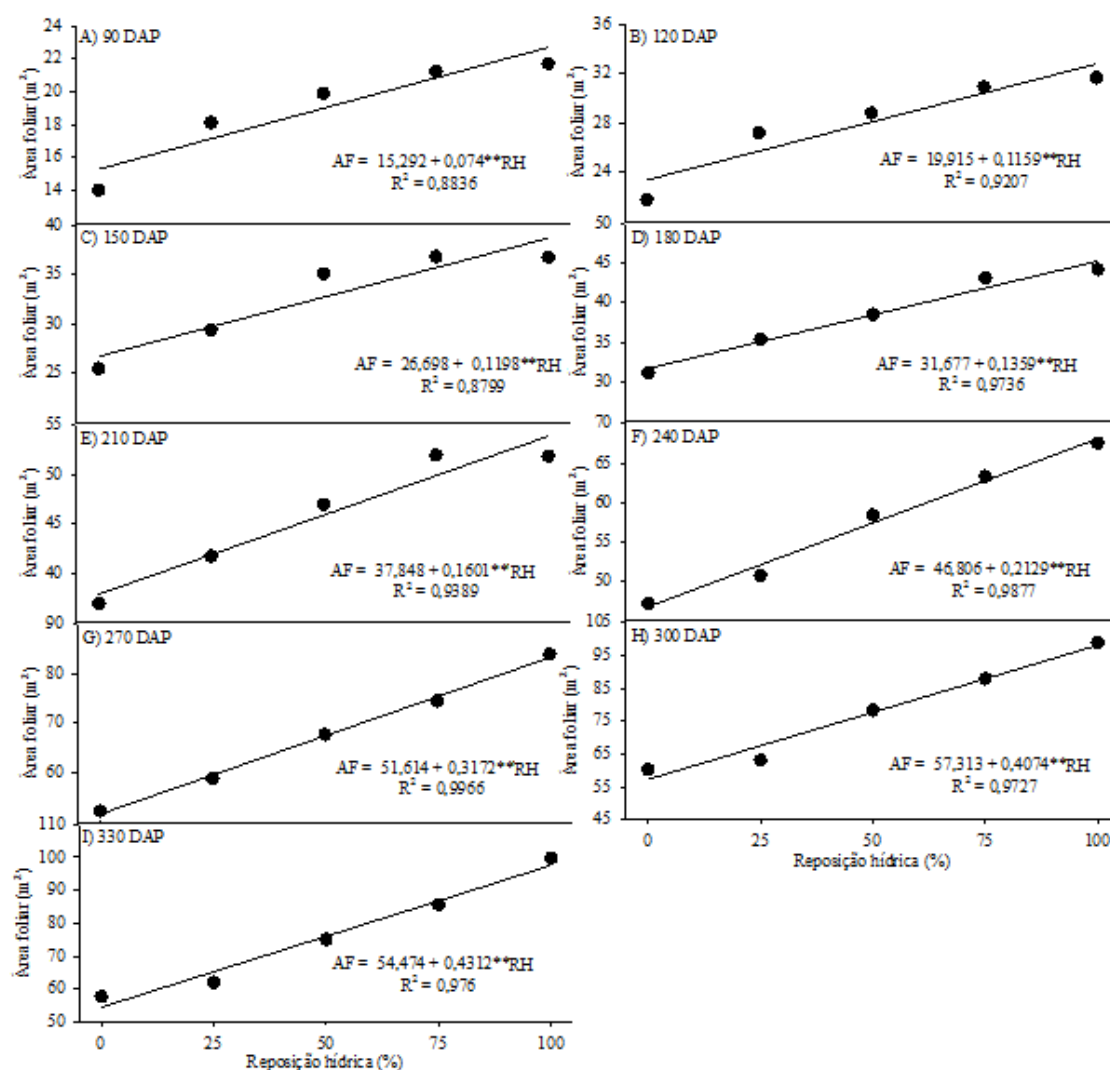 A) 90 DAP
Área foliar (m²)
24
22
20
18
16
14
AF = 15,292 + 0,074**RH
R² = 0,8836
B) 120 DAP
36
32
28
24
AF = 19,915 + 0,1159**RH
R² = 0,9207
C) 150 DAP
Área foliar (m²)
40
35
30
25
AF = 26,698 + 0,1198**RH
R² = 0,8799
D) 180 DAP
50
45
40
35
30
AF = 31,677 + 0,1359**RH
R² = 0,9736
E) 210 DAP
Área foliar (m²)
55
50
45
40
AF = 37,848 + 0,1601**RH
R² = 0,9389
F) 240 DAP
70
65
60
55
50
AF = 46,806 + 0,2129**RH
R² = 0,9877
G) 270 DAP
Área foliar (m²)
90
80
70
60
AF = 51,614 + 0,3172**RH
R² = 0,9966
H) 300 DAP
Área foliar (m²)
105
95
85
75
65
55
45
AF = 57,313 + 0,4074**RH
R² = 0,9727
0 25 50 75 100
Reposição hídrica (%)
I) 330 DAP
Área foliar (m²)
110
100
90
80
70
60
50
AF = 54,474 + 0,4312**RH
R² = 0,976
0 25 50 75 100
Reposição hídrica (%)